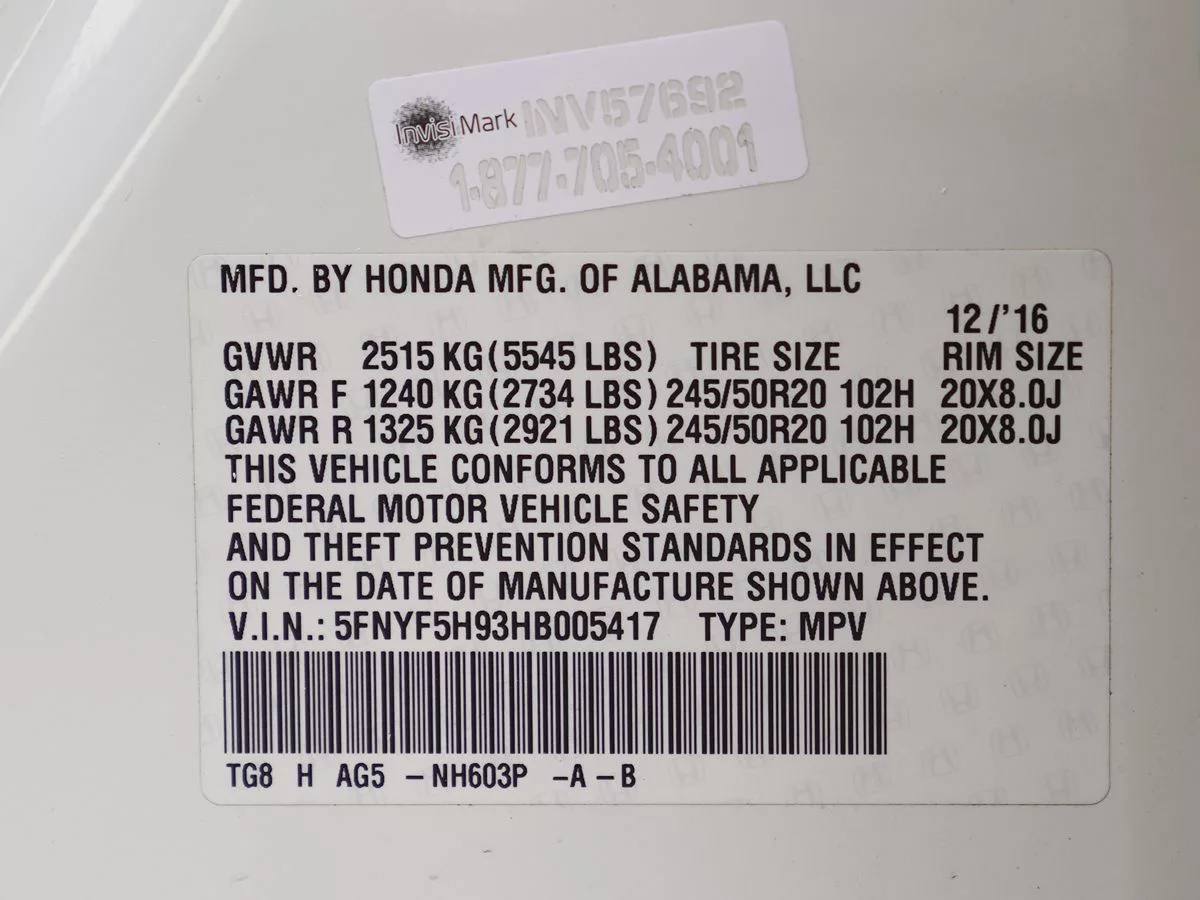 InvisiMark INV57692
1-877-705-4001
MFD. BY HONDA MFG. OF ALABAMA, LLC
12/'16
GVWR 2515 KG (5545 LBS) TIRE SIZE RIM SIZE
GAWR F 1240 KG (2734 LBS) 245/50R20 102H 20X8.0J
GAWR R 1325 KG (2921 LBS) 245/50R20 102H 20X8.0J
THIS VEHICLE CONFORMS TO ALL APPLICABLE
FEDERAL MOTOR VEHICLE SAFETY
AND THEFT PREVENTION STANDARDS IN EFFECT
ON THE DATE OF MANUFACTURE SHOWN ABOVE.
V.I.N.: 5FNYF5H93HB005417 TYPE: MPV
TG8 H AG5 -NH603P -A -B